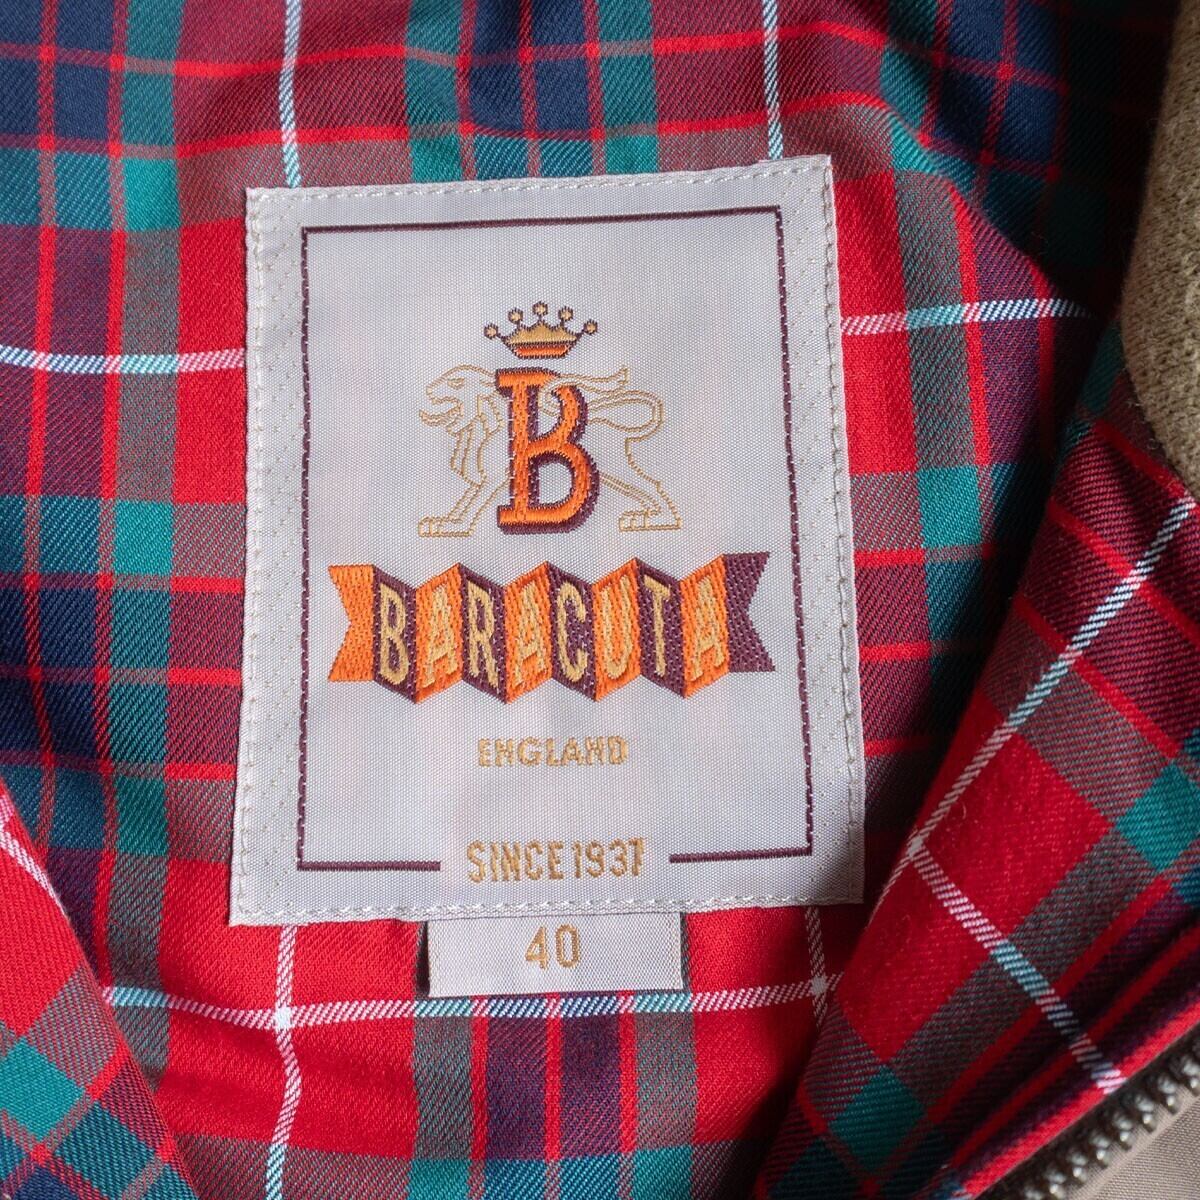 B
BARACUTA
ENGLAND
SINCE 1937
40